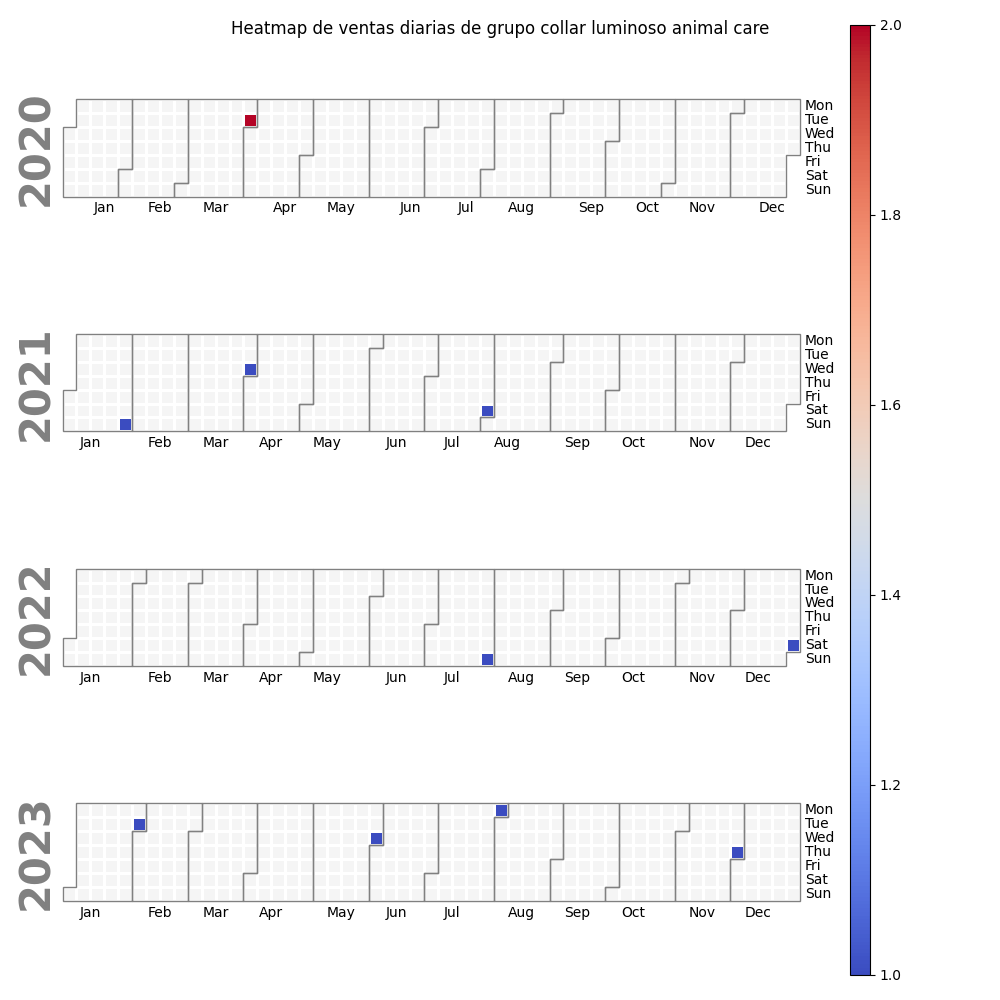 Heatmap de ventas diarias de grupo collar luminoso animal care
2020
Mon
Tue
Wed
Thu
Fri
Sat
Sun
Jan Feb Mar Apr May Jun Jul Aug Sep Oct Nov Dec
2021
Mon
Tue
Wed
Thu
Fri
Sat
Sun
Jan Feb Mar Apr May Jun Jul Aug Sep Oct Nov Dec
2022
Mon
Tue
Wed
Thu
Fri
Sat
Sun
Jan Feb Mar Apr May Jun Jul Aug Sep Oct Nov Dec
2023
Mon
Tue
Wed
Thu
Fri
Sat
Sun
Jan Feb Mar Apr May Jun Jul Aug Sep Oct Nov Dec
2.0
1.8
1.6
1.4
1.2
1.0